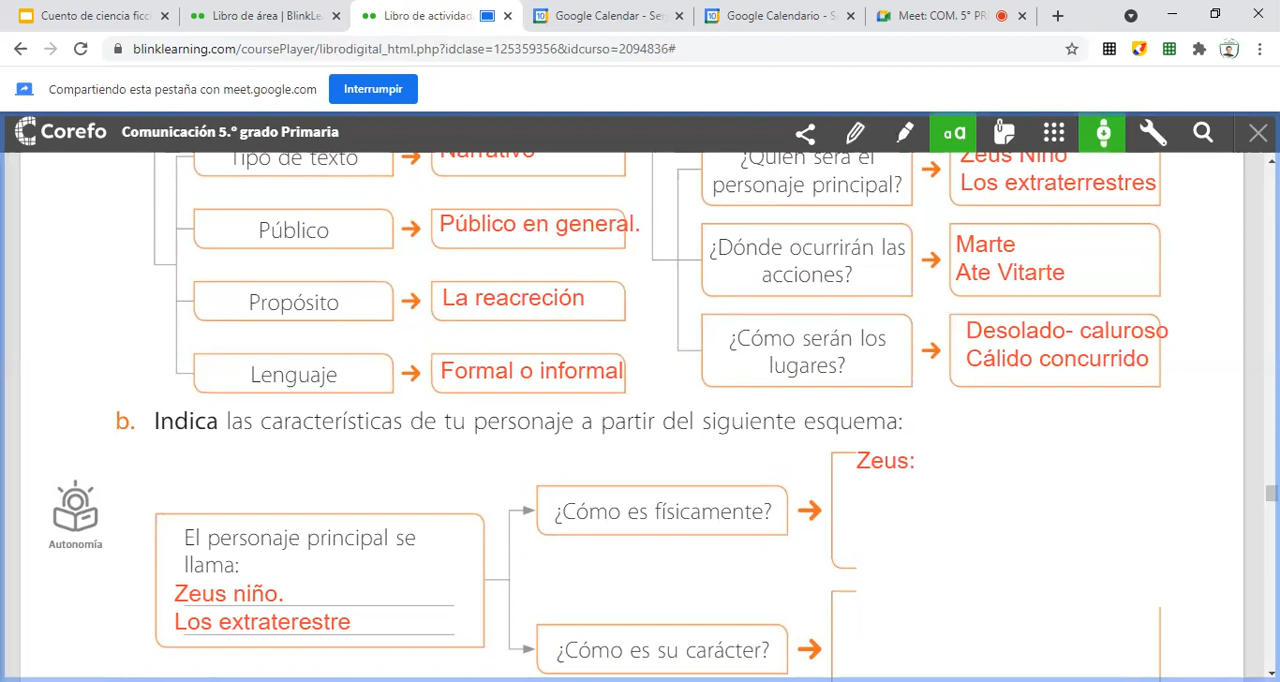 Cuento de ciencia ficci
Libro de área | BlinkLe
Libro de actividad
Google Calendar - Se
Google Calendario - S
Meet: COM. 5° PR
blinklearning.com/coursePlayer/librodigital_html.php?idclase=125359356&idcurso=2094836#
Compartiendo esta pestaña con meet.google.com
Interrumpir
Corefo
Comunicación 5.º grado Primaria
aa
Tipo de texto
Narrativo
Público
Público en general.
Propósito
La reacreción
Lenguaje
Formal o informal
¿Quién será el
personaje principal?
Zeus Niño
Los extraterrestres
¿Dónde ocurrirán las
acciones?
Marte
Ate Vitarte
¿Cómo serán los
lugares?
Desolado- caluroso
Cálido concurrido
b. Indica las características de tu personaje a partir del siguiente esquema:
Autonomía
El personaje principal se
llama:
Zeus niño.
Los extraterestre
¿Cómo es físicamente?
Zeus:
¿Cómo es su carácter?